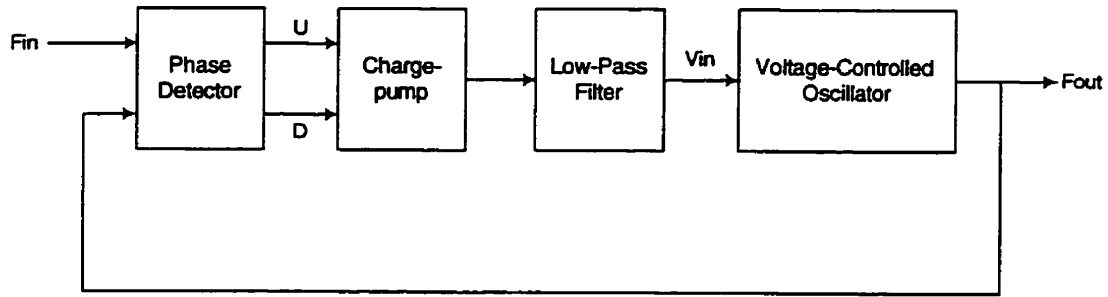 Fin
Phase
Detector
U
D
Charge-
pump
Low-Pass
Filter
Vin
Voltage-Controlled
Oscillator
Fout